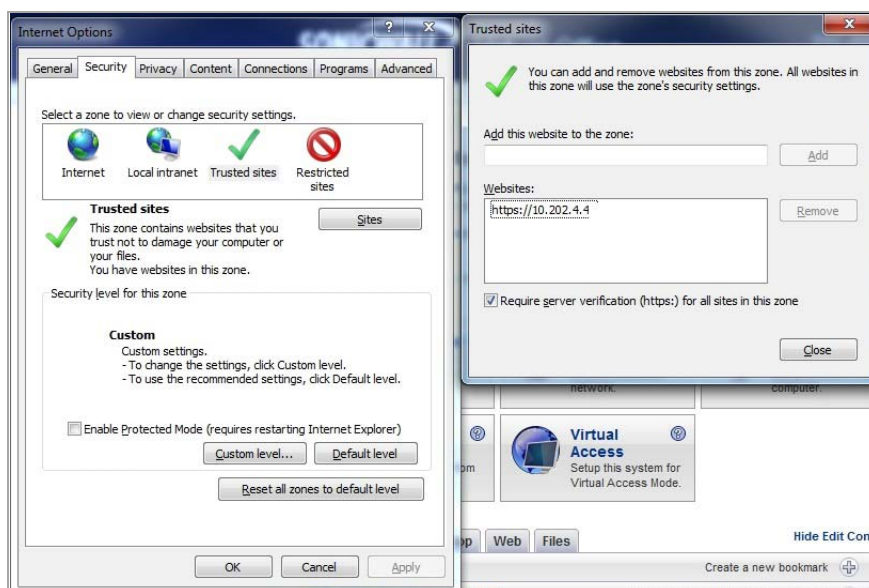 Internet Options
General Security Privacy Content Connections Programs Advanced
Select a zone to view or change security settings.
Internet
Local intranet
Trusted sites
Restricted
sites
Trusted sites
Sites
This zone contains websites that you
trust not to damage your computer or
your files.
You have websites in this zone.
Security level for this zone
Custom
Custom settings.
- To change the settings, click Custom level.
- To use the recommended settings, click Default level.
Enable Protected Mode (requires restarting Internet Explorer)
Custom level... Default level
Reset all zones to default level
OK Cancel Apply
Trusted sites
You can add and remove websites from this zone. All websites in
this zone will use the zone's security settings.
Add this website to the zone:
Add
Websites:
https://10.202.4.4
Remove
Require server verification (https:) for all sites in this zone
Close
network.
computer.
Virtual
Access
Setup this system for
Virtual Access Mode.
Web Files
Hide Edit
Create a new bookmark